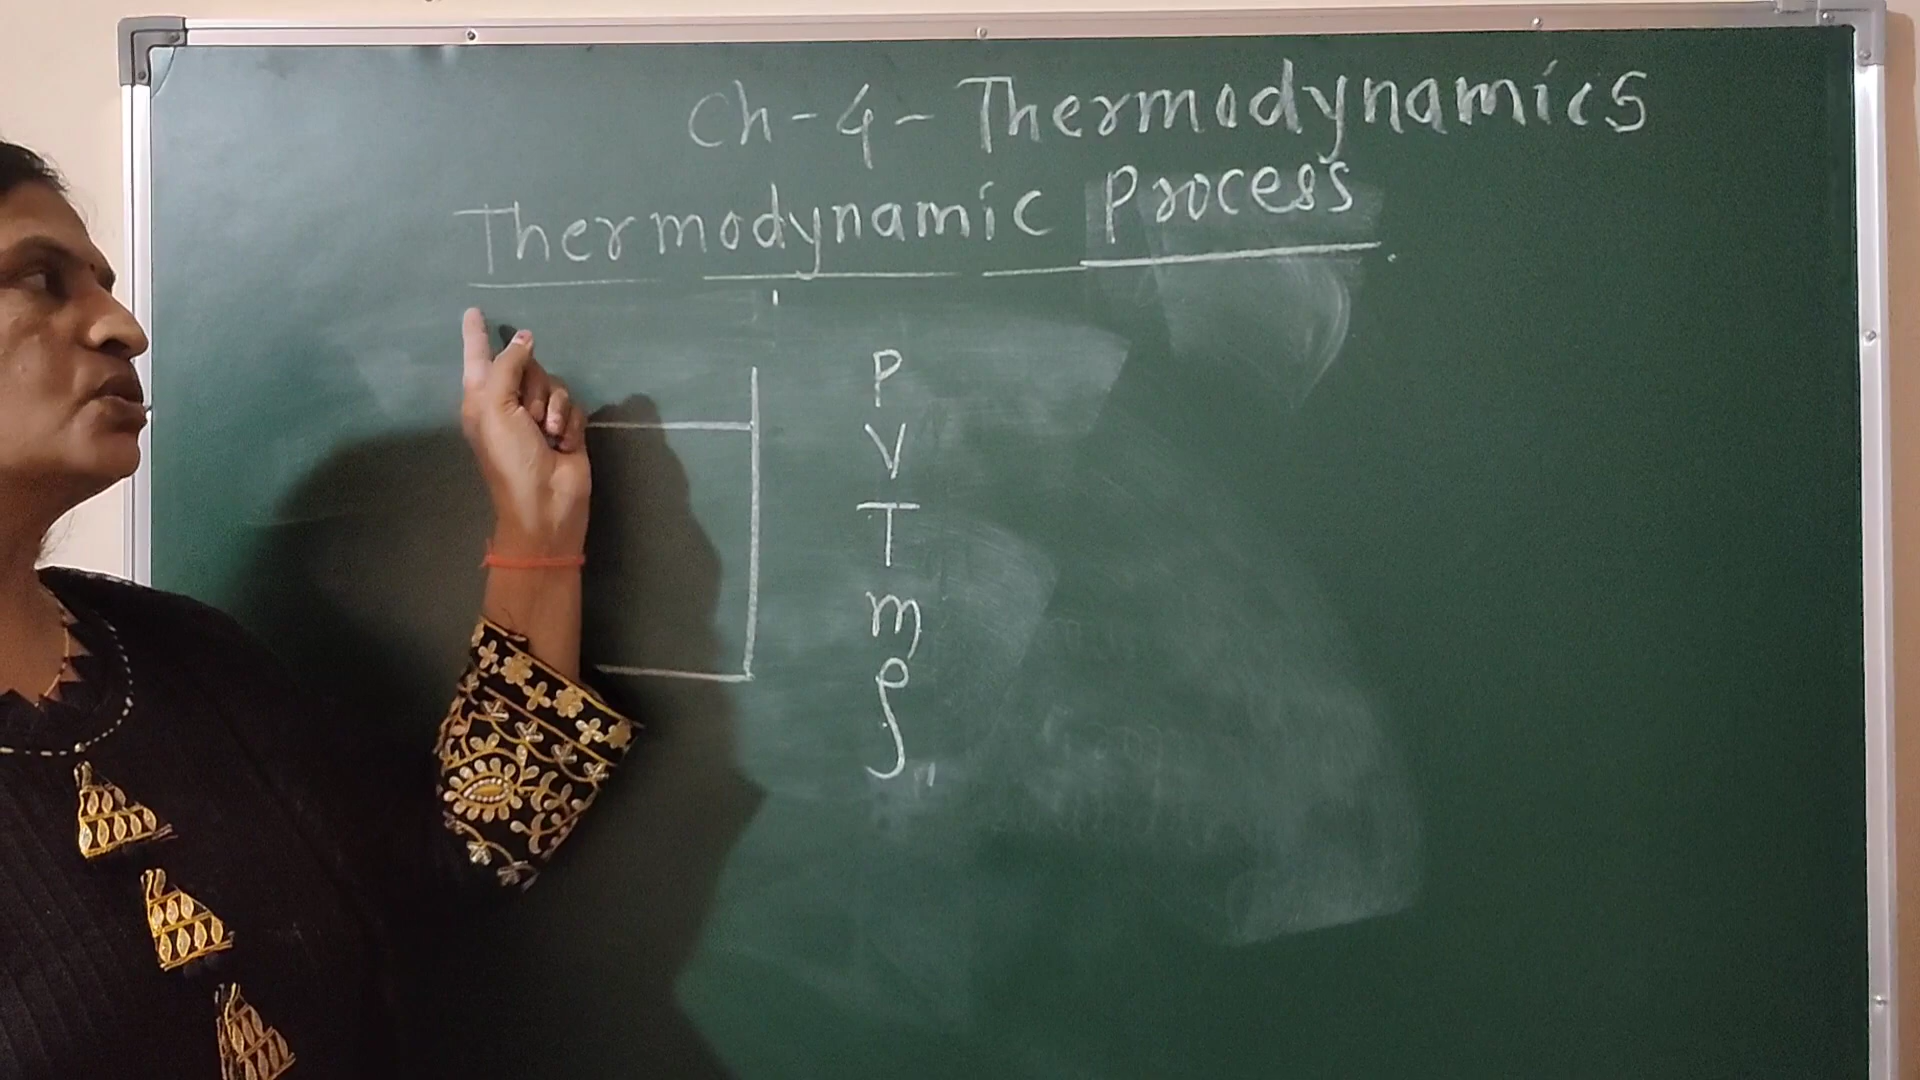 Ch-4- Thermodynamics
Thermodynamic Process.
P
V
T
m
ρ